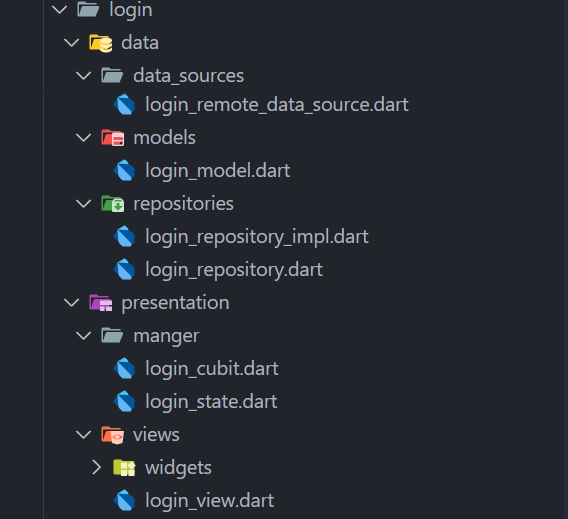 login
data
data_sources
login_remote_data_source.dart
models
login_model.dart
repositories
login_repository_impl.dart
login_repository.dart
presentation
manger
login_cubit.dart
login_state.dart
views
widgets
login_view.dart